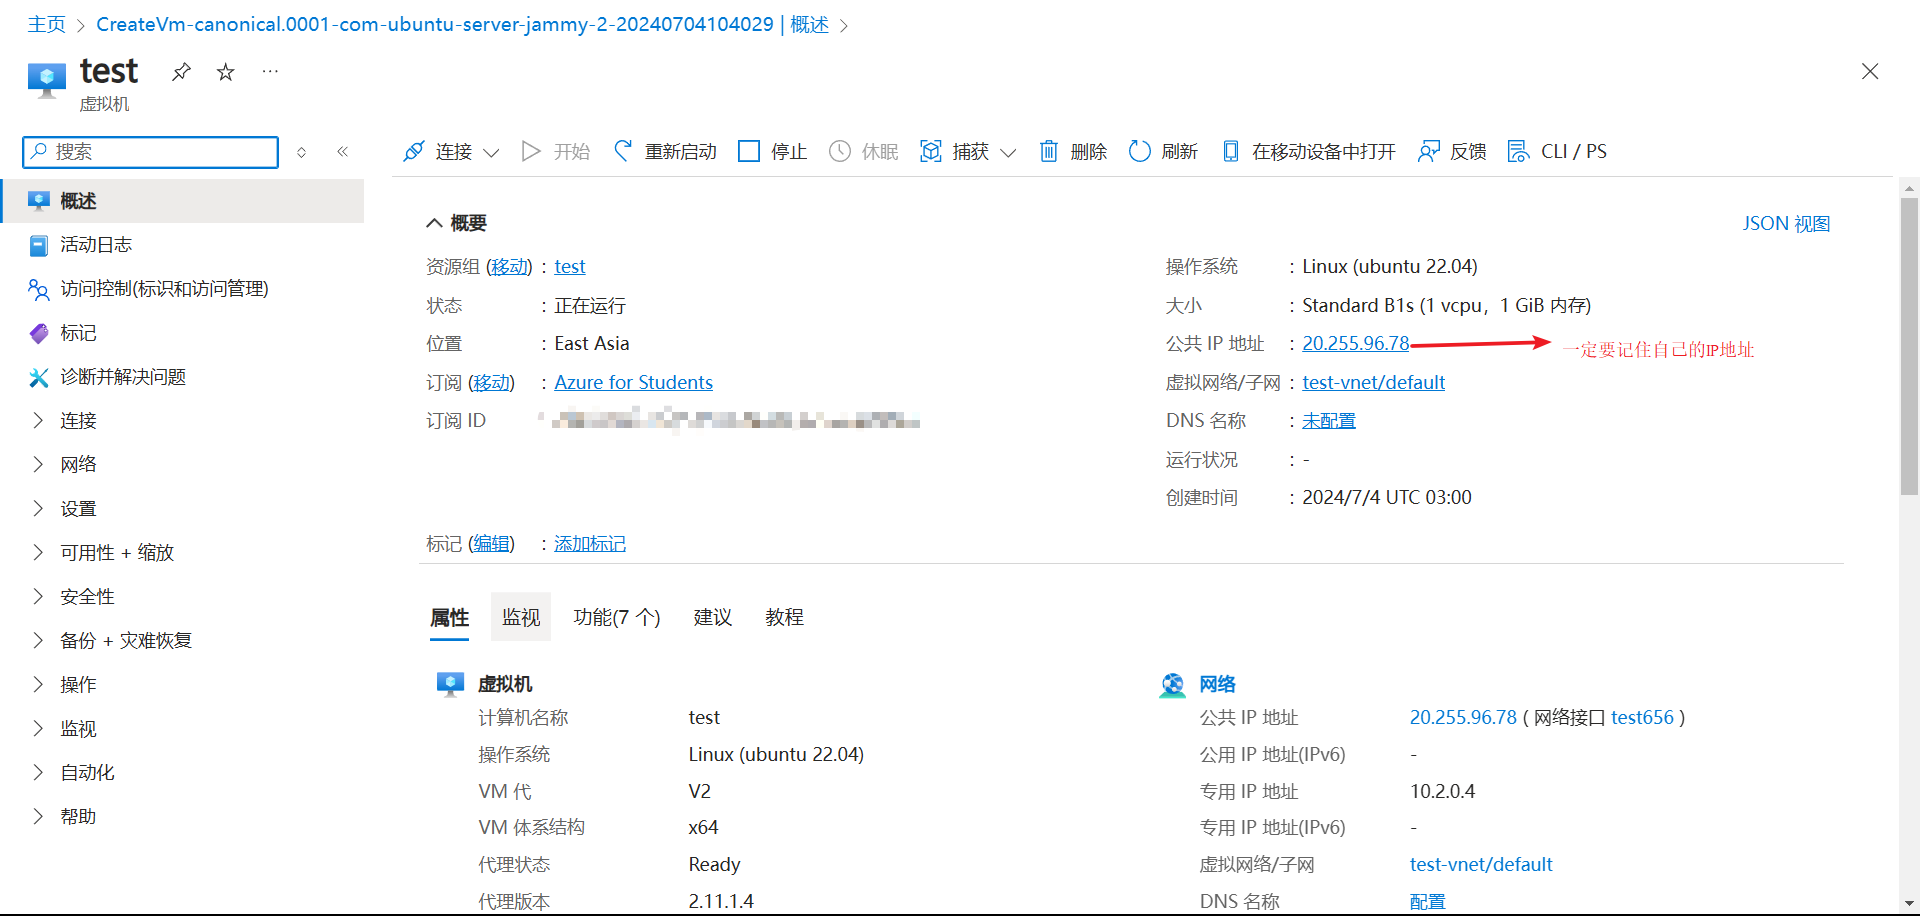 主页 > CreateVm-canonical.0001-com-ubuntu-server-jammy-2-20240704104029 | 概述 >
test
虚拟机
搜索
连接 开始 重新启动 停止 休眠 捕获 删除 刷新 在移动设备中打开 反馈 CLI / PS
概述
活动日志
访问控制(标识和访问管理)
标记
诊断并解决问题
连接
网络
设置
可用性 + 缩放
安全性
备份 + 灾难恢复
操作
监视
自动化
帮助
概要
JSON 视图
资源组 (移动) : test
状态 : 正在运行
位置 : East Asia
订阅 (移动) : Azure for Students
订阅 ID
操作系统 : Linux (ubuntu 22.04)
大小 : Standard B1s (1 vcpu，1 GiB 内存)
公共 IP 地址 : 20.255.96.78 一定要记住自己的IP地址
虚拟网络/子网 : test-vnet/default
DNS 名称 : 未配置
运行状况 : -
创建时间 : 2024/7/4 UTC 03:00
标记 (编辑) : 添加标记
属性 监视 功能(7 个) 建议 教程
虚拟机
计算机名称 test
操作系统 Linux (ubuntu 22.04)
VM 代 V2
VM 体系结构 x64
代理状态 Ready
代理版本 2.11.1.4
网络
公共 IP 地址 20.255.96.78 ( 网络接口 test656 )
公用 IP 地址(IPv6) -
专用 IP 地址 10.2.0.4
专用 IP 地址(IPv6) -
虚拟网络/子网 test-vnet/default
DNS 名称 配置